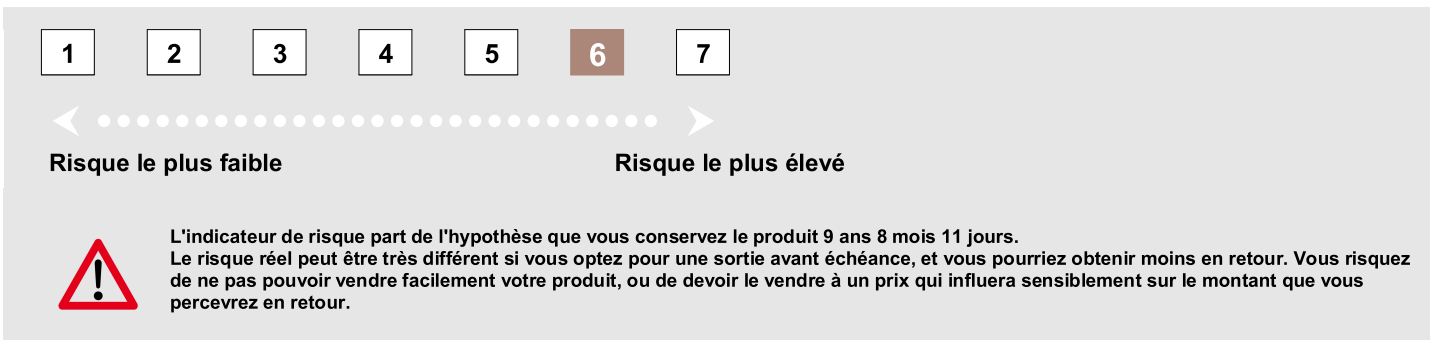 1 2 3 4 5 6 7
Risque le plus faible Risque le plus élevé
L'indicateur de risque part de l'hypothèse que vous conservez le produit 9 ans 8 mois 11 jours.
Le risque réel peut être très différent si vous optez pour une sortie avant échéance, et vous pourriez obtenir moins en retour. Vous risquez
de ne pas pouvoir vendre facilement votre produit, ou de devoir le vendre à un prix qui influera sensiblement sur le montant que vous
percevrez en retour.